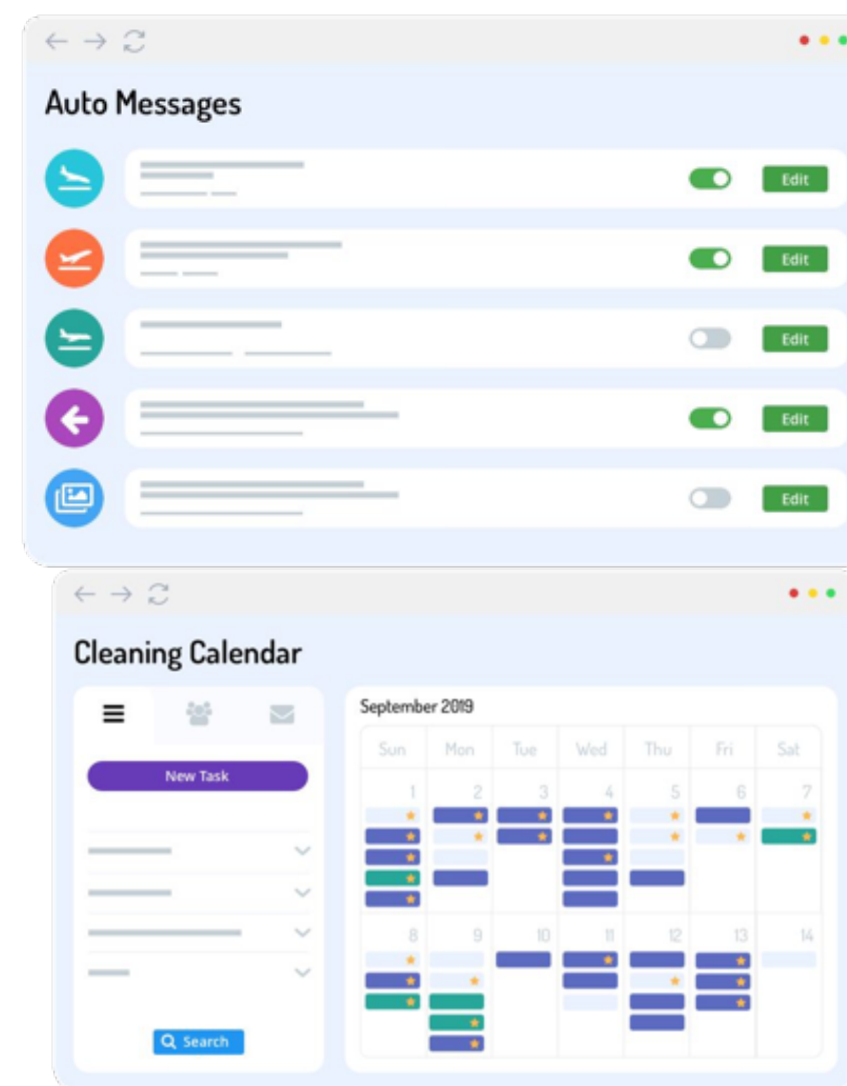 Auto Messages
Edit
Edit
Edit
Edit
Edit
Cleaning Calendar
New Task
Search
September 2019
Sun Mon Tue Wed Thu Fri Sat
1 2 3 4 5 6 7
8 9 10 11 12 13 14